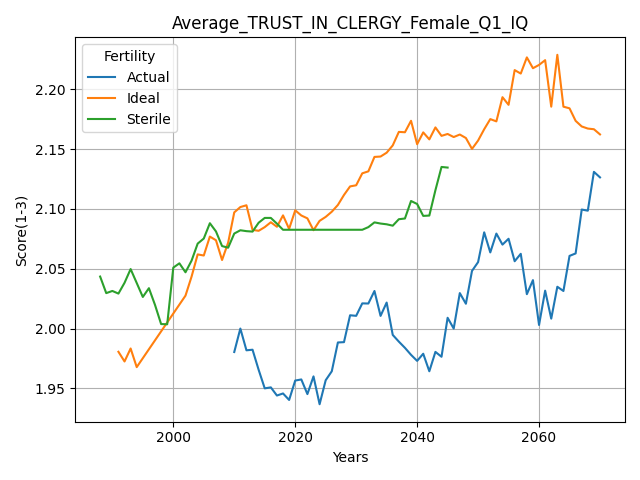 Average_TRUST_IN_CLERGY_Female_Q1_IQ
Fertility
Actual
Ideal
Sterile
Score(1-3)
2.20
2.15
2.10
2.05
2.00
1.95
2000 2020 2040 2060
Years